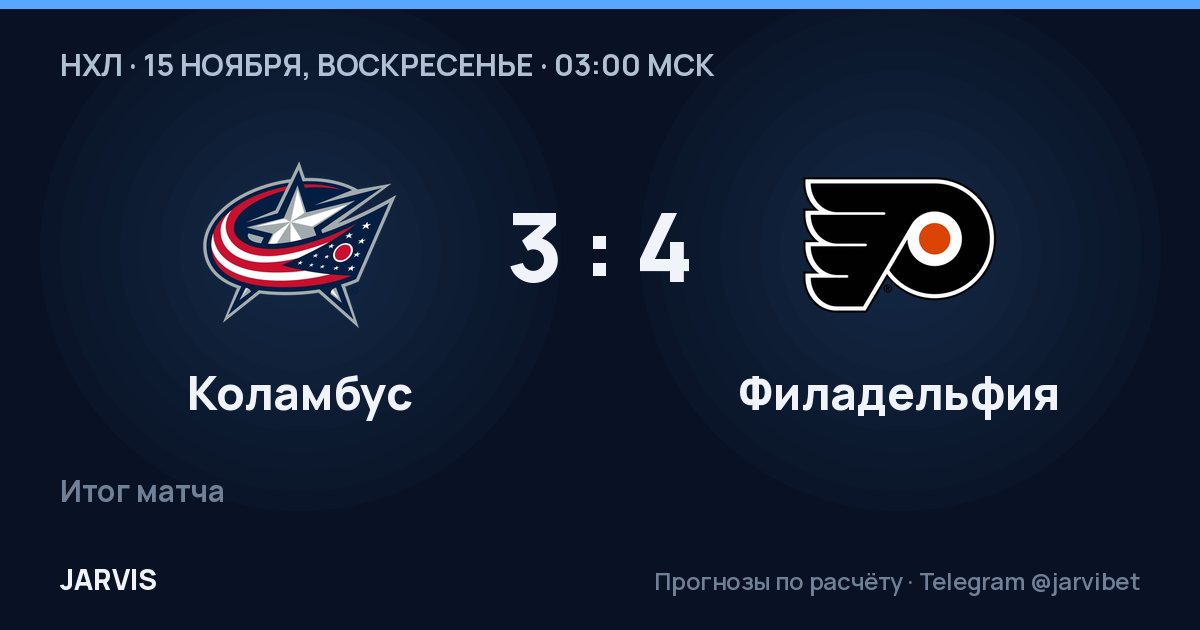 НХЛ · 15 НОЯБРЯ, ВОСКРЕСЕНЬЕ · 03:00 МСК
3 : 4
Коламбус
Филадельфия
Итог матча
JARVIS
Прогнозы по расчёту · Telegram @jarvibet